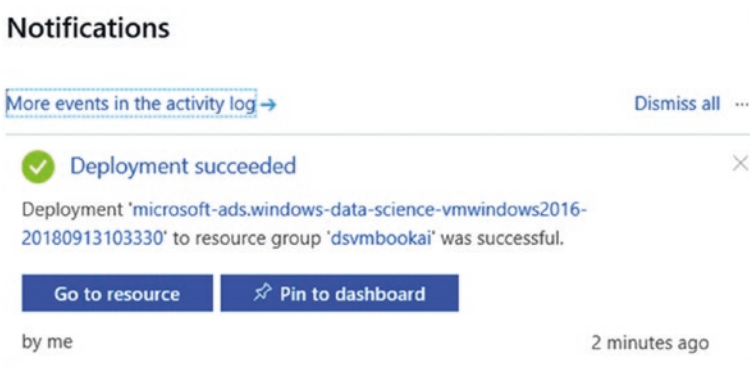 Notifications
More events in the activity log → Dismiss all ...
Deployment succeeded
Deployment 'microsoft-ads.windows-data-science-vmwindows2016-
20180913103330' to resource group 'dsvmbookai' was successful.
Go to resource Pin to dashboard
by me 2 minutes ago